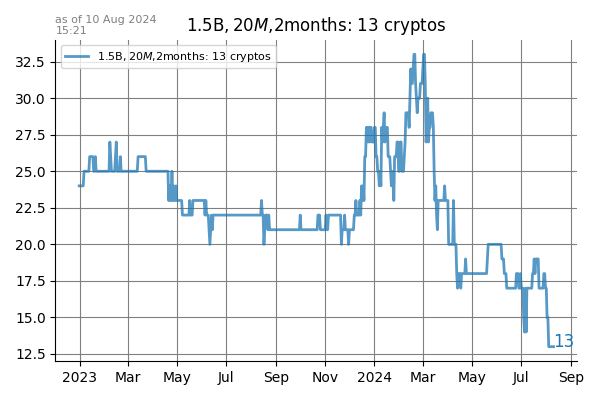 as of 10 Aug 2024
15:21
1.5B, 20M,2months: 13 cryptos
1.5B, 20M,2months: 13 cryptos
32.5
30.0
27.5
25.0
22.5
20.0
17.5
15.0
12.5
13
2023 Mar May Jul Sep Nov 2024 Mar May Jul Sep